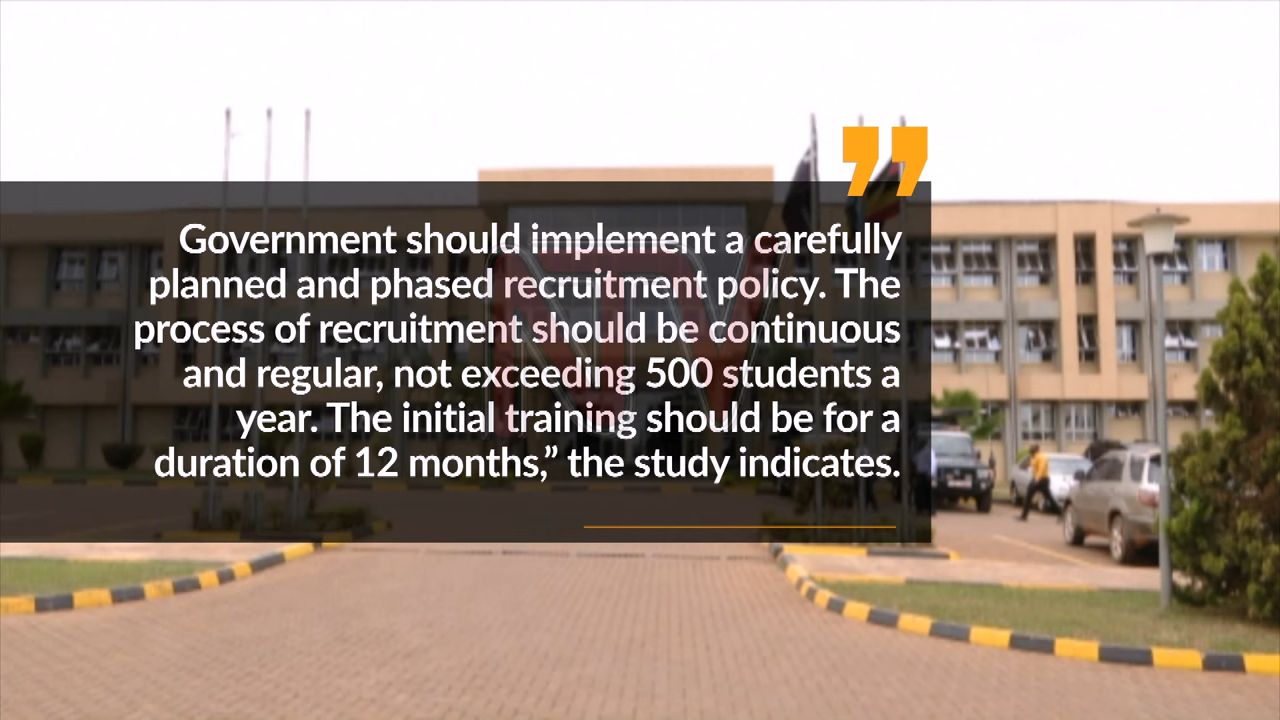 Government should implement a carefully
planned and phased recruitment policy. The
process of recruitment should be continuous
and regular, not exceeding 500 students a
year. The initial training should be for a
duration of 12 months,” the study indicates.
NTV